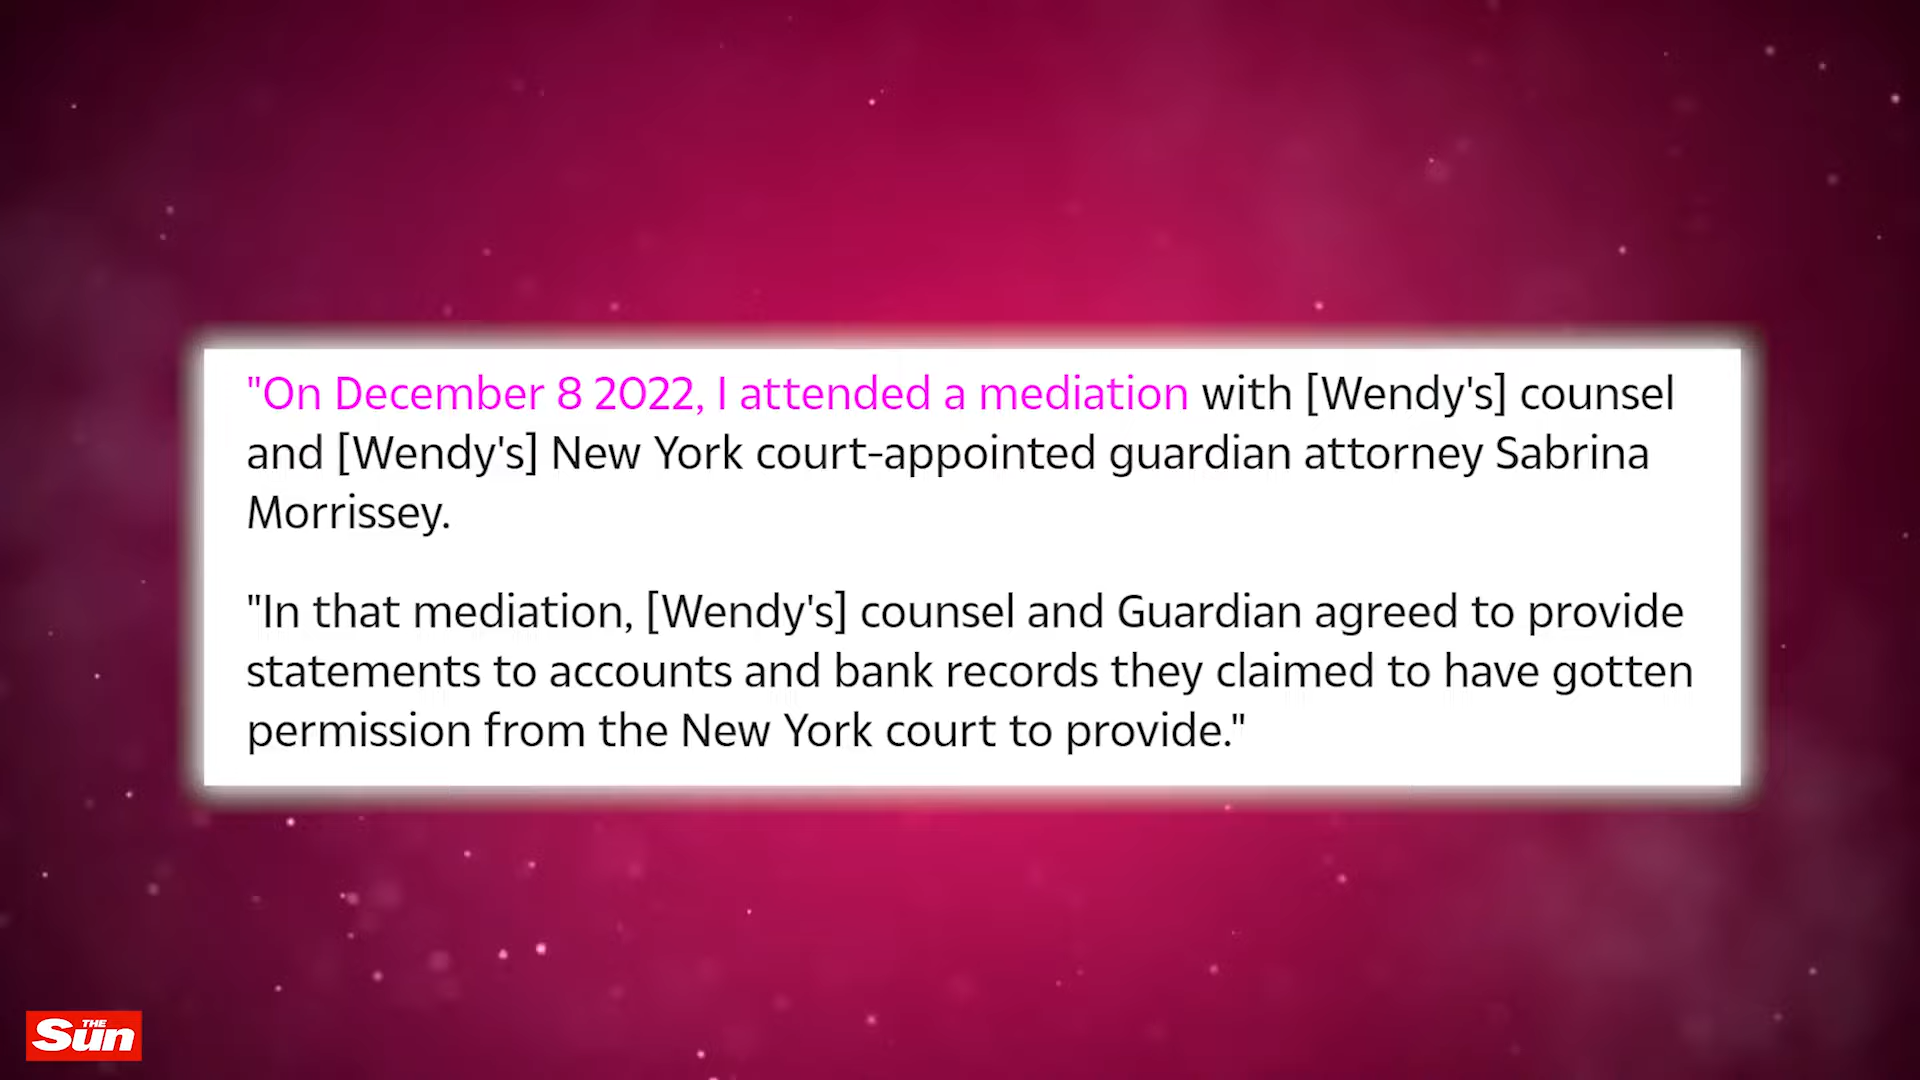 "On December 8 2022, I attended a mediation with [Wendy's] counsel
and [Wendy's] New York court-appointed guardian attorney Sabrina
Morrissey.
"In that mediation, [Wendy's] counsel and Guardian agreed to provide
statements to accounts and bank records they claimed to have gotten
permission from the New York court to provide."
THE
Sun